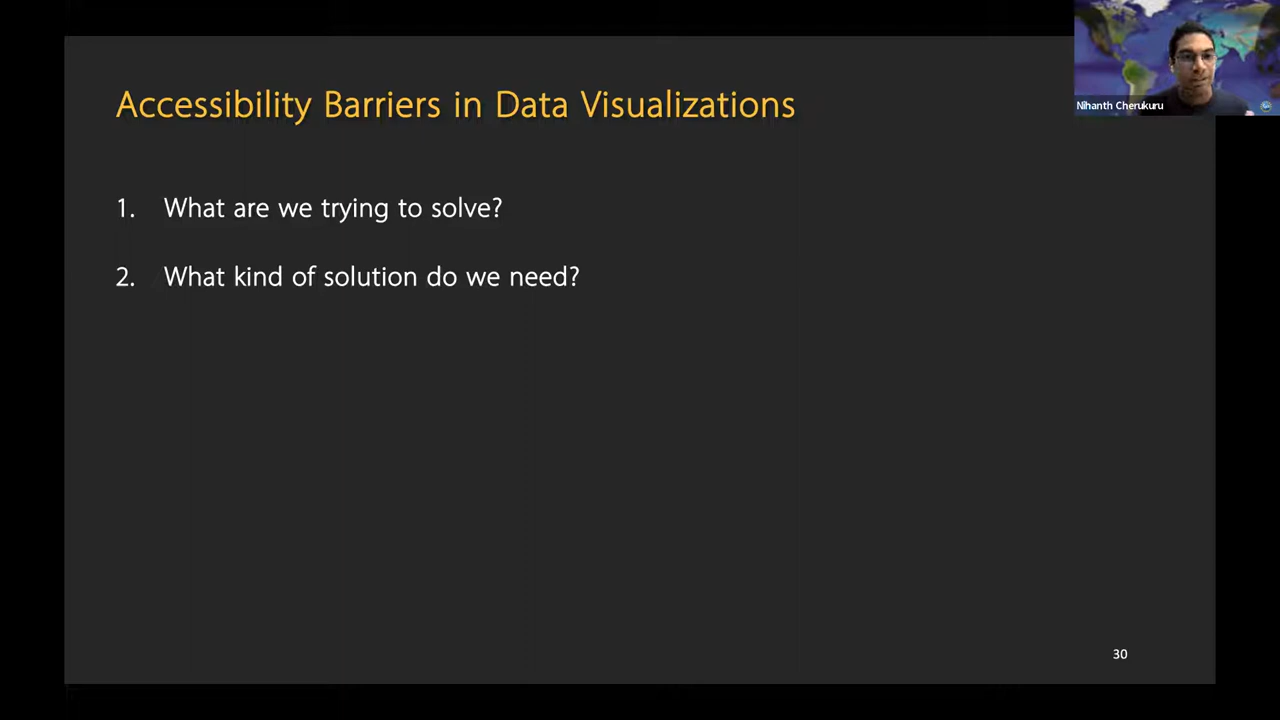 Accessibility Barriers in Data Visualizations
Nihanth Cherukuru
1. What are we trying to solve?
2. What kind of solution do we need?
30